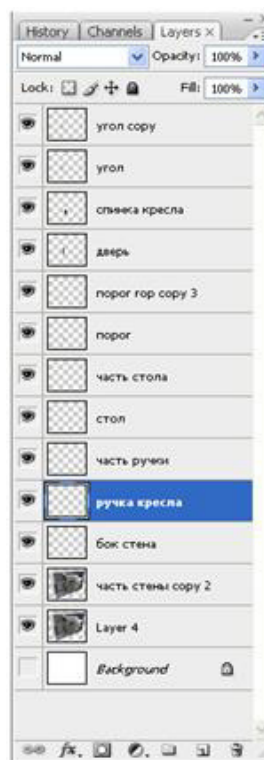 History Channels Layers ×
Normal Opacity: 100%
Lock: Fill: 100%
угол copy
угол
спинка кресла
дверь
порог гор copy 3
порог
часть стола
стол
часть ручки
ручка кресла
бок стена
часть стены copy 2
Layer 4
Background
fx.